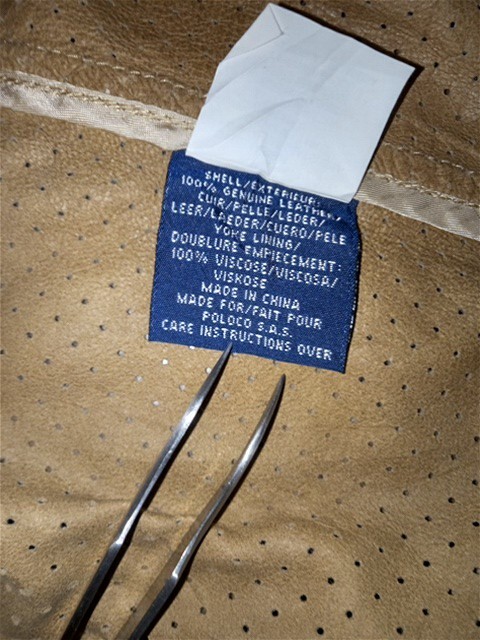 SHELL/EXTERIEUR:
100% GENUINE LEATHER/
CUIR/PELLE/LEDER/
LEER/LAEDER/CUERO/PELE
YOKE LINING/
DOUBLURE EMPIECEMENT:
100% VISCOSE/VISCOSA/
VISKOSE
MADE IN CHINA
MADE FOR/FAIT POUR
POLOCO S.A.S.
CARE INSTRUCTIONS OVER